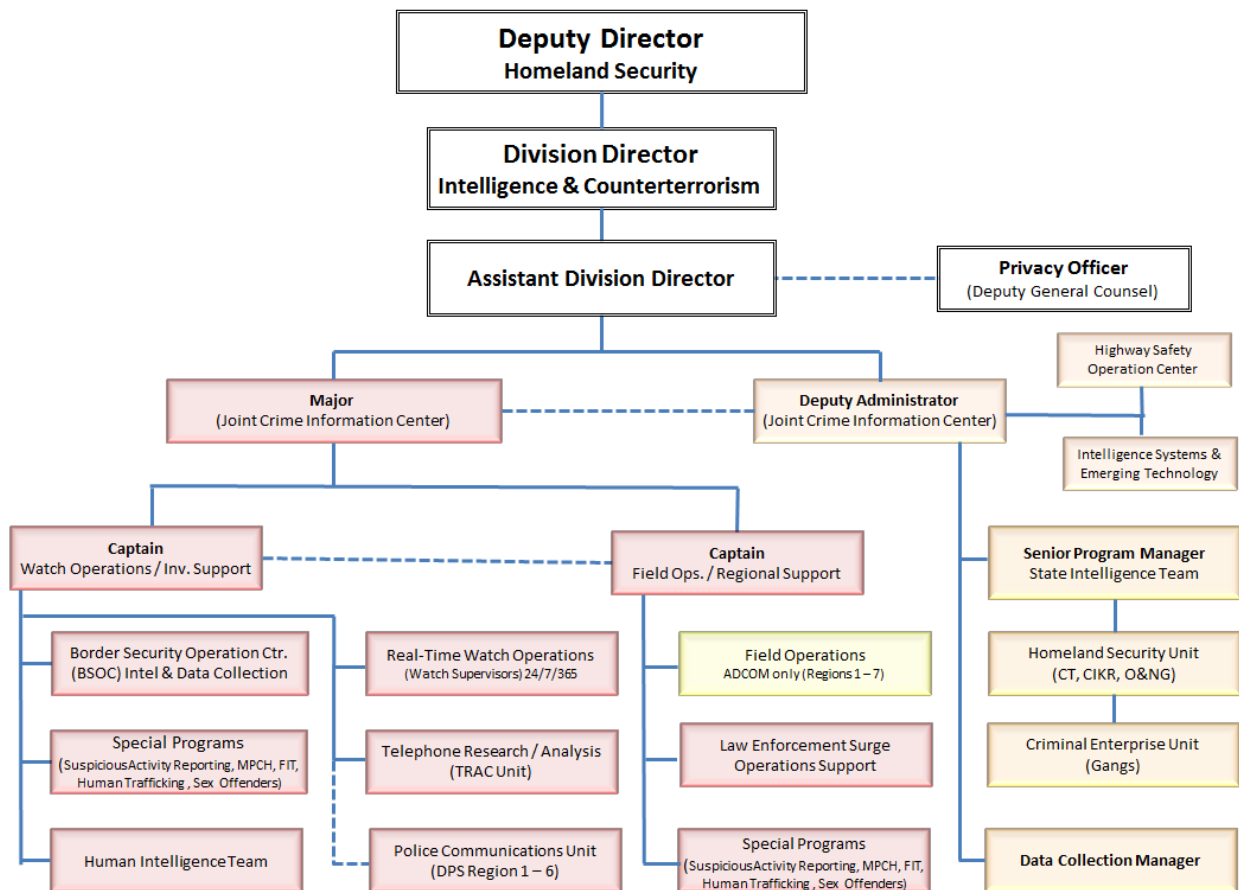 Deputy Director
Homeland Security
Division Director
Intelligence & Counterterrorism
Assistant Division Director
Privacy Officer
(Deputy General Counsel)
Highway Safety
Operation Center
Major
(Joint Crime Information Center)
Deputy Administrator
(Joint Crime Information Center)
Intelligence Systems &
Emerging Technology
Captain
Watch Operations / Inv. Support
Captain
Field Ops. / Regional Support
Senior Program Manager
State Intelligence Team
Border Security Operation Ctr.
(BSOC) Intel & Data Collection
Real-Time Watch Operations
(Watch Supervisors) 24/7/365
Field Operations
ADCOM only (Regions 1 – 7)
Homeland Security Unit
(CT, CIKR, O&NG)
Special Programs
(Suspicious Activity Reporting, MPCH, FIT,
Human Trafficking , Sex Offenders)
Telephone Research / Analysis
(TRAC Unit)
Law Enforcement Surge
Operations Support
Criminal Enterprise Unit
(Gangs)
Human Intelligence Team
Police Communications Unit
(DPS Region 1 – 6)
Special Programs
(Suspicious Activity Reporting, MPCH, FIT,
Human Trafficking , Sex Offenders)
Data Collection Manager